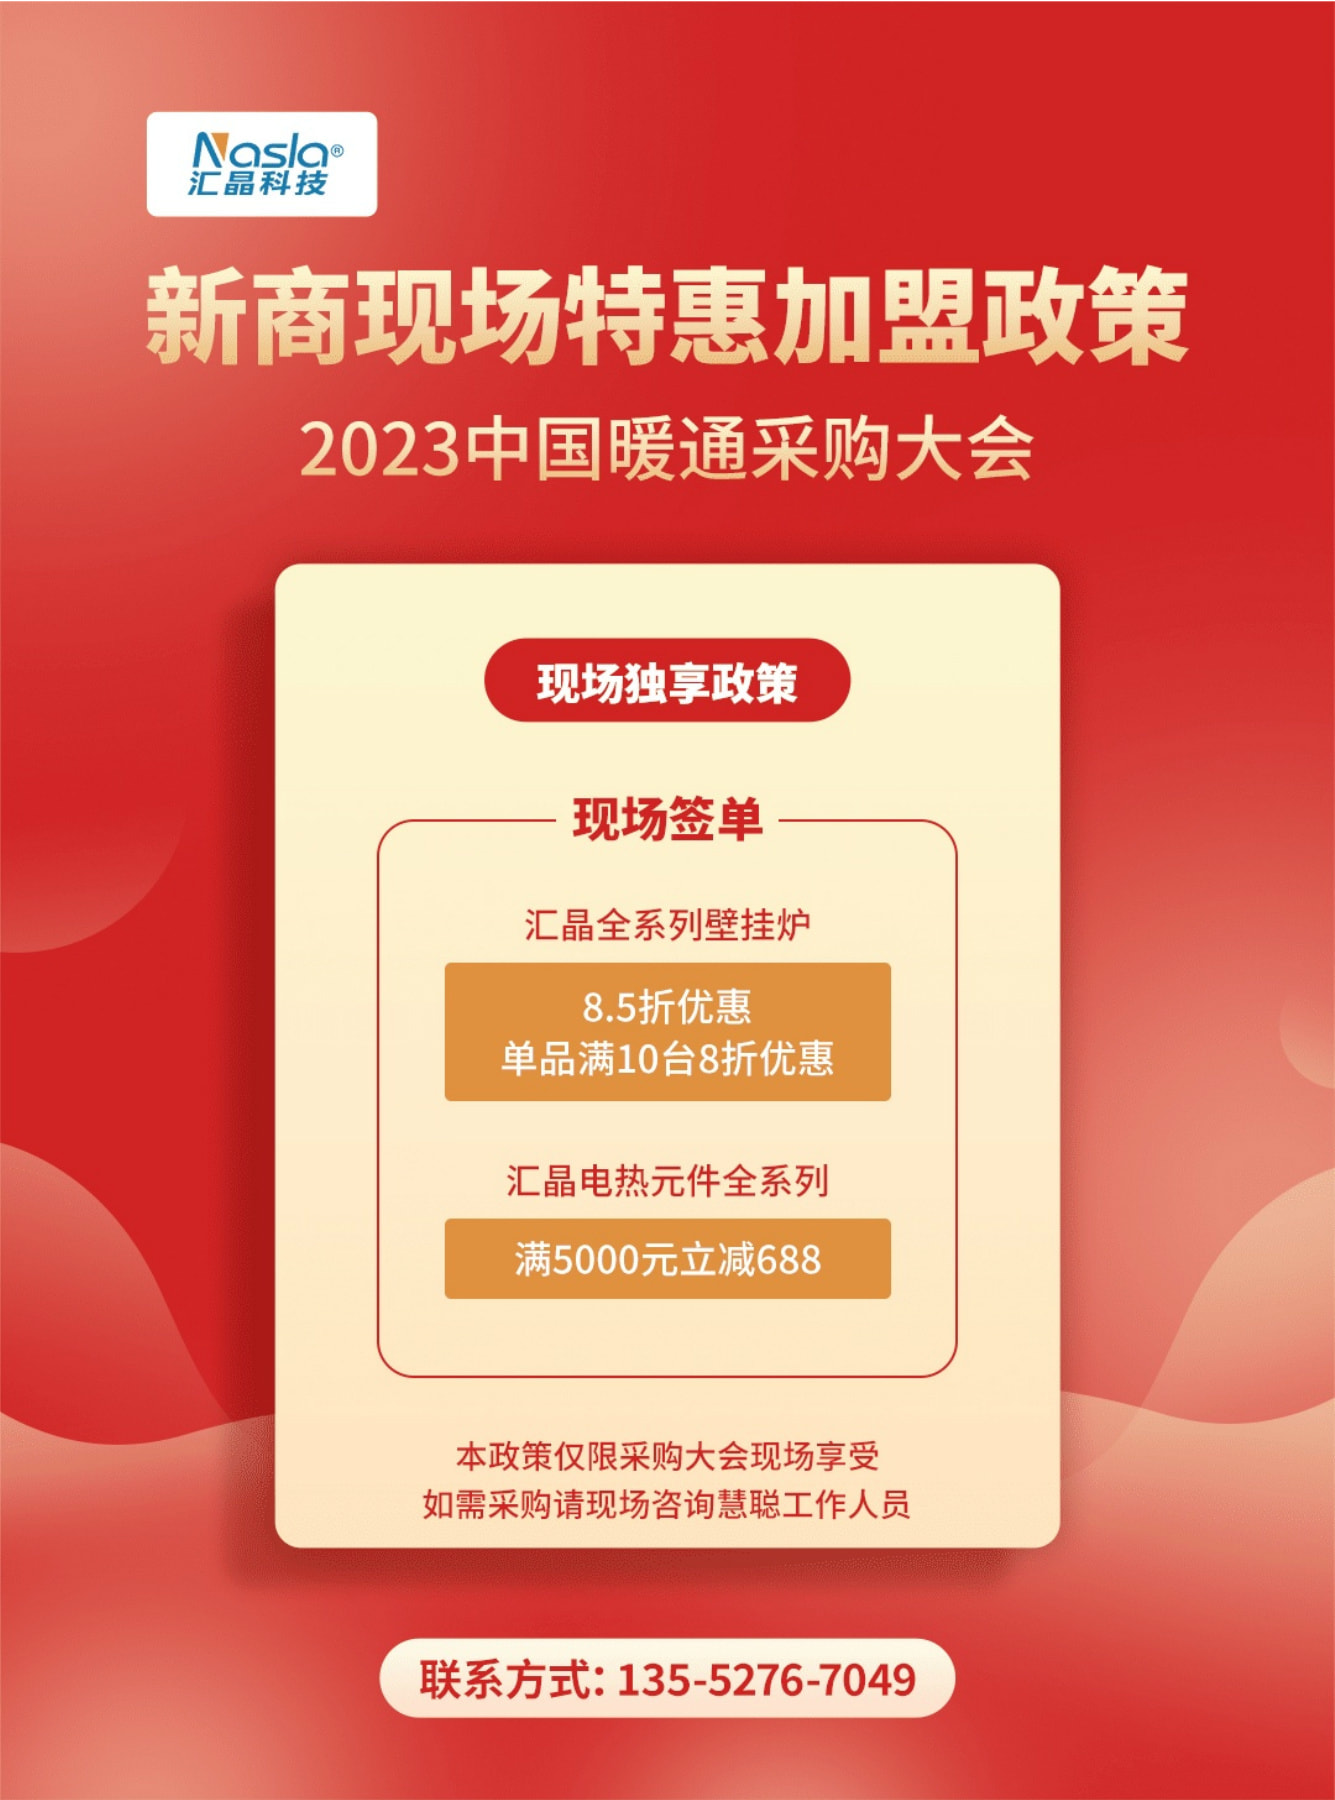 Nasla®
汇晶科技
新商现场特惠加盟政策
2023中国暖通采购大会
现场独享政策
现场签单
汇晶全系列壁挂炉
8.5折优惠
单品满10台8折优惠
汇晶电热元件全系列
满5000元立减688
本政策仅限采购大会现场享受
如需采购请现场咨询慧聪工作人员
联系方式: 135-5276-7049